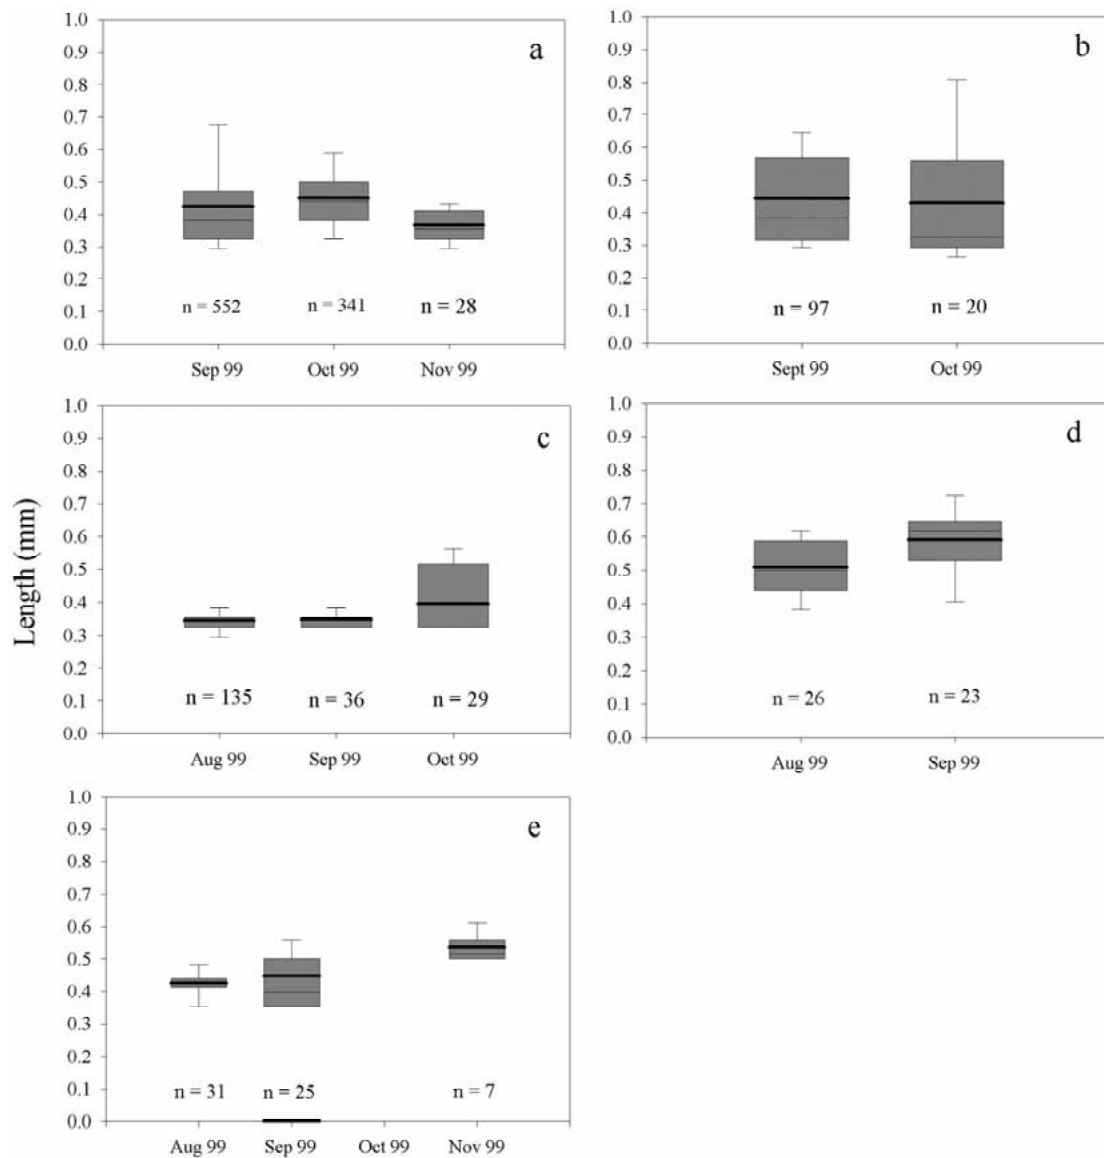 1.0
0.9
0.8
0.7
0.6
0.5
0.4
0.3
0.2
0.1
0.0
a
n = 552
n = 341
n = 28
Sep 99
Oct 99
Nov 99
1.0
0.9
0.8
0.7
0.6
0.5
0.4
0.3
0.2
0.1
0.0
b
n = 97
n = 20
Sept 99
Oct 99
Length (mm)
1.0
0.9
0.8
0.7
0.6
0.5
0.4
0.3
0.2
0.1
0.0
c
n = 135
n = 36
n = 29
Aug 99
Sep 99
Oct 99
1.0
0.9
0.8
0.7
0.6
0.5
0.4
0.3
0.2
0.1
0.0
d
n = 26
n = 23
Aug 99
Sep 99
1.0
0.9
0.8
0.7
0.6
0.5
0.4
0.3
0.2
0.1
0.0
e
n = 31
n = 25
n = 7
Aug 99
Sep 99
Oct 99
Nov 99